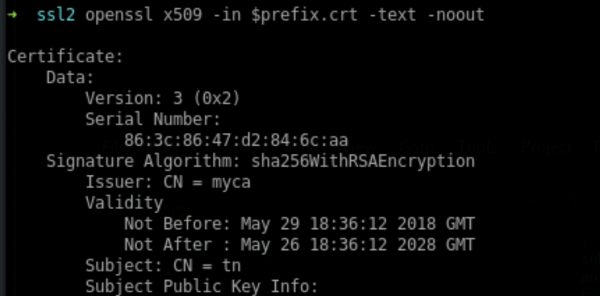 ➜ ssl2 openssl x509 -in $prefix.crt -text -noout
Certificate:
Data:
Version: 3 (0x2)
Serial Number:
86:3c:86:47:d2:84:6c:aa
Signature Algorithm: sha256WithRSAEncryption
Issuer: CN = myca
Validity
Not Before: May 29 18:36:12 2018 GMT
Not After : May 26 18:36:12 2028 GMT
Subject: CN = tn
Subject Public Key Info: